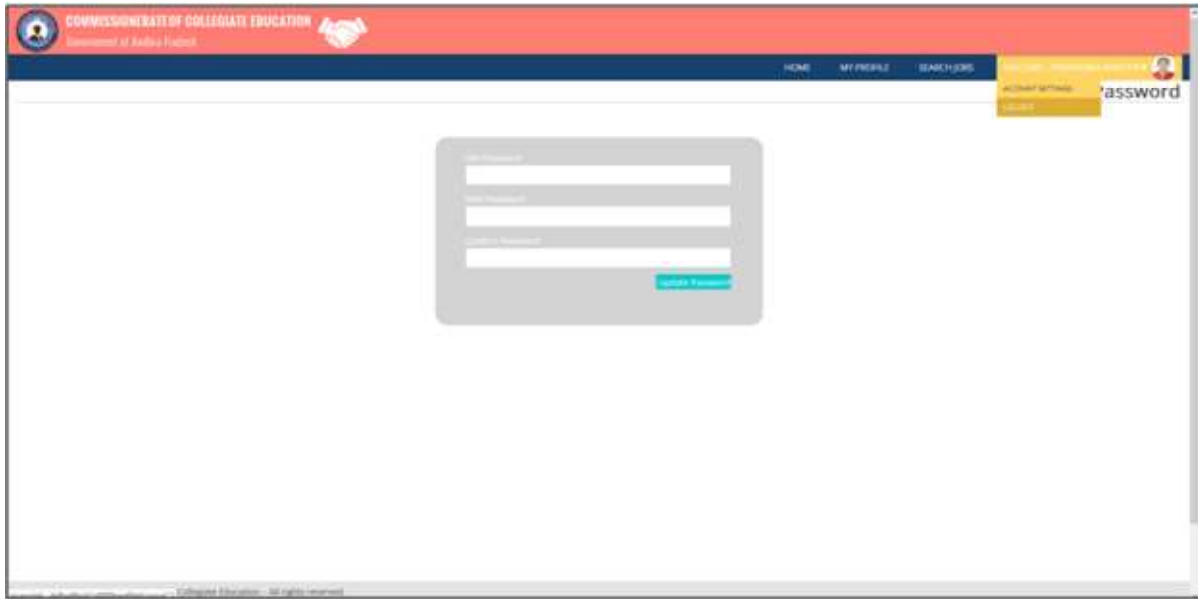 COMMISSIONERATE OF COLLEGIATE EDUCATION
Government of Andhra Pradesh
HOME MY PROFILE SEARCH JOBS
ACCOUNT SETTINGS
LOGOUT
Password
Old Password
New Password
Confirm Password
Update Password
Collegiate Education - All rights reserved